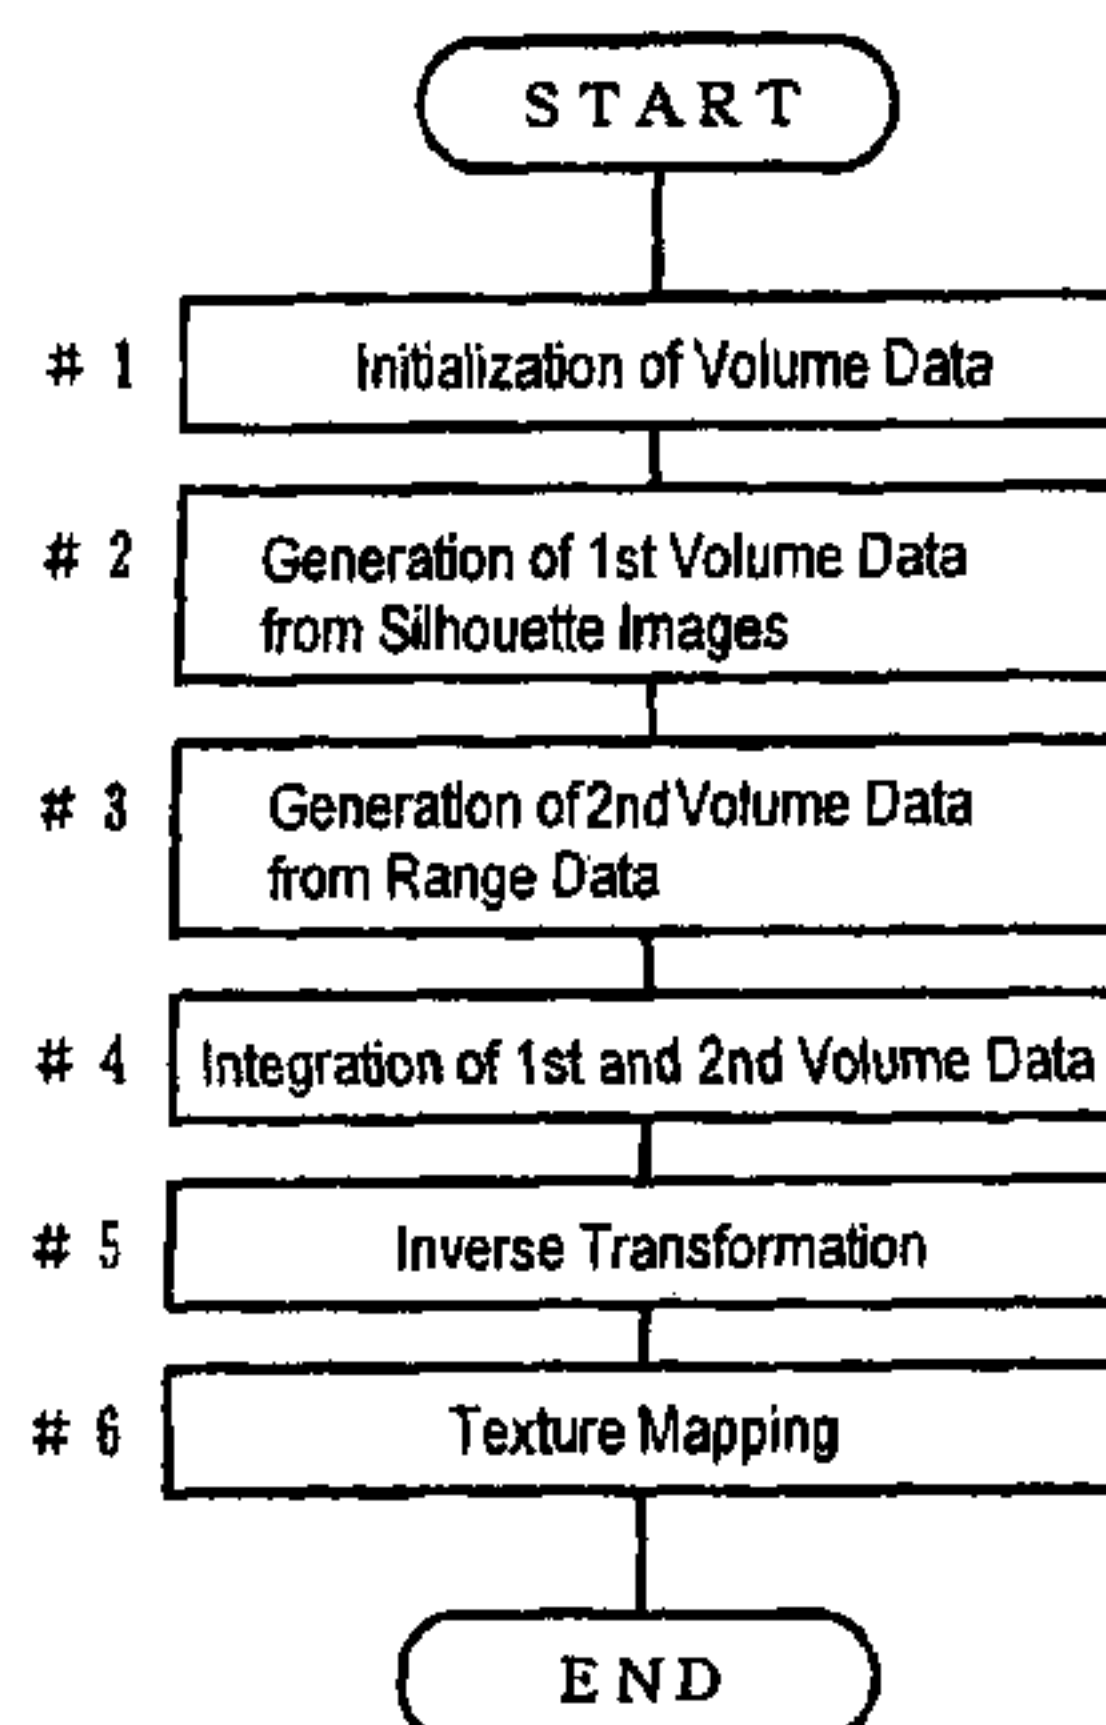 START
# 1 Initialization of Volume Data
# 2 Generation of 1st Volume Data
from Silhouette Images
# 3 Generation of 2nd Volume Data
from Range Data
# 4 Integration of 1st and 2nd Volume Data
# 5 Inverse Transformation
# 6 Texture Mapping
END